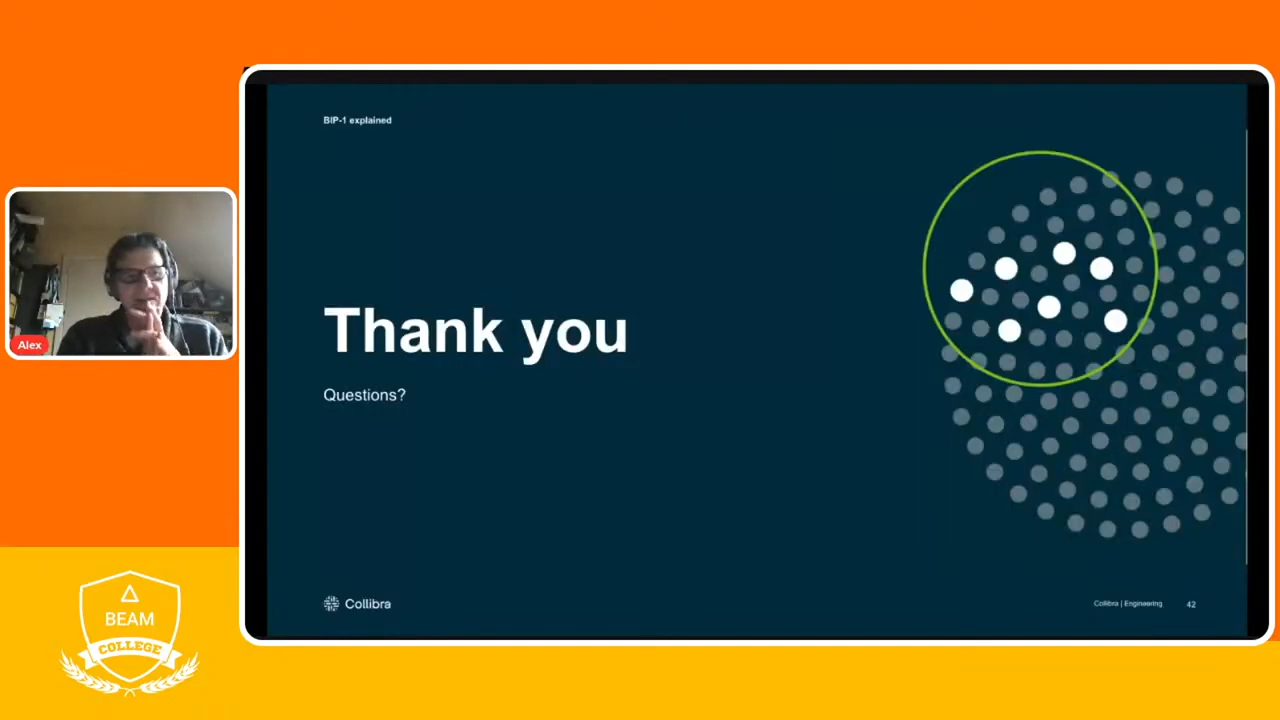 BIP-1 explained
Thank you
Questions?
Alex
Collibra
Collibra | Engineering
42
BEAM
COLLEGE